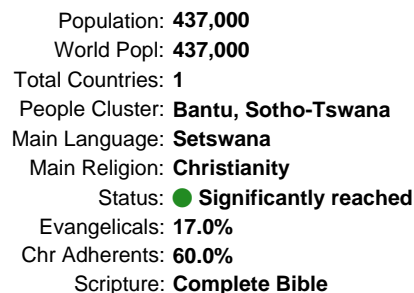 Population: 437,000
World Popl: 437,000
Total Countries: 1
People Cluster: Bantu, Sotho-Tswana
Main Language: Setswana
Main Religion: Christianity
Status: Significantly reached
Evangelicals: 17.0%
Chr Adherents: 60.0%
Scripture: Complete Bible